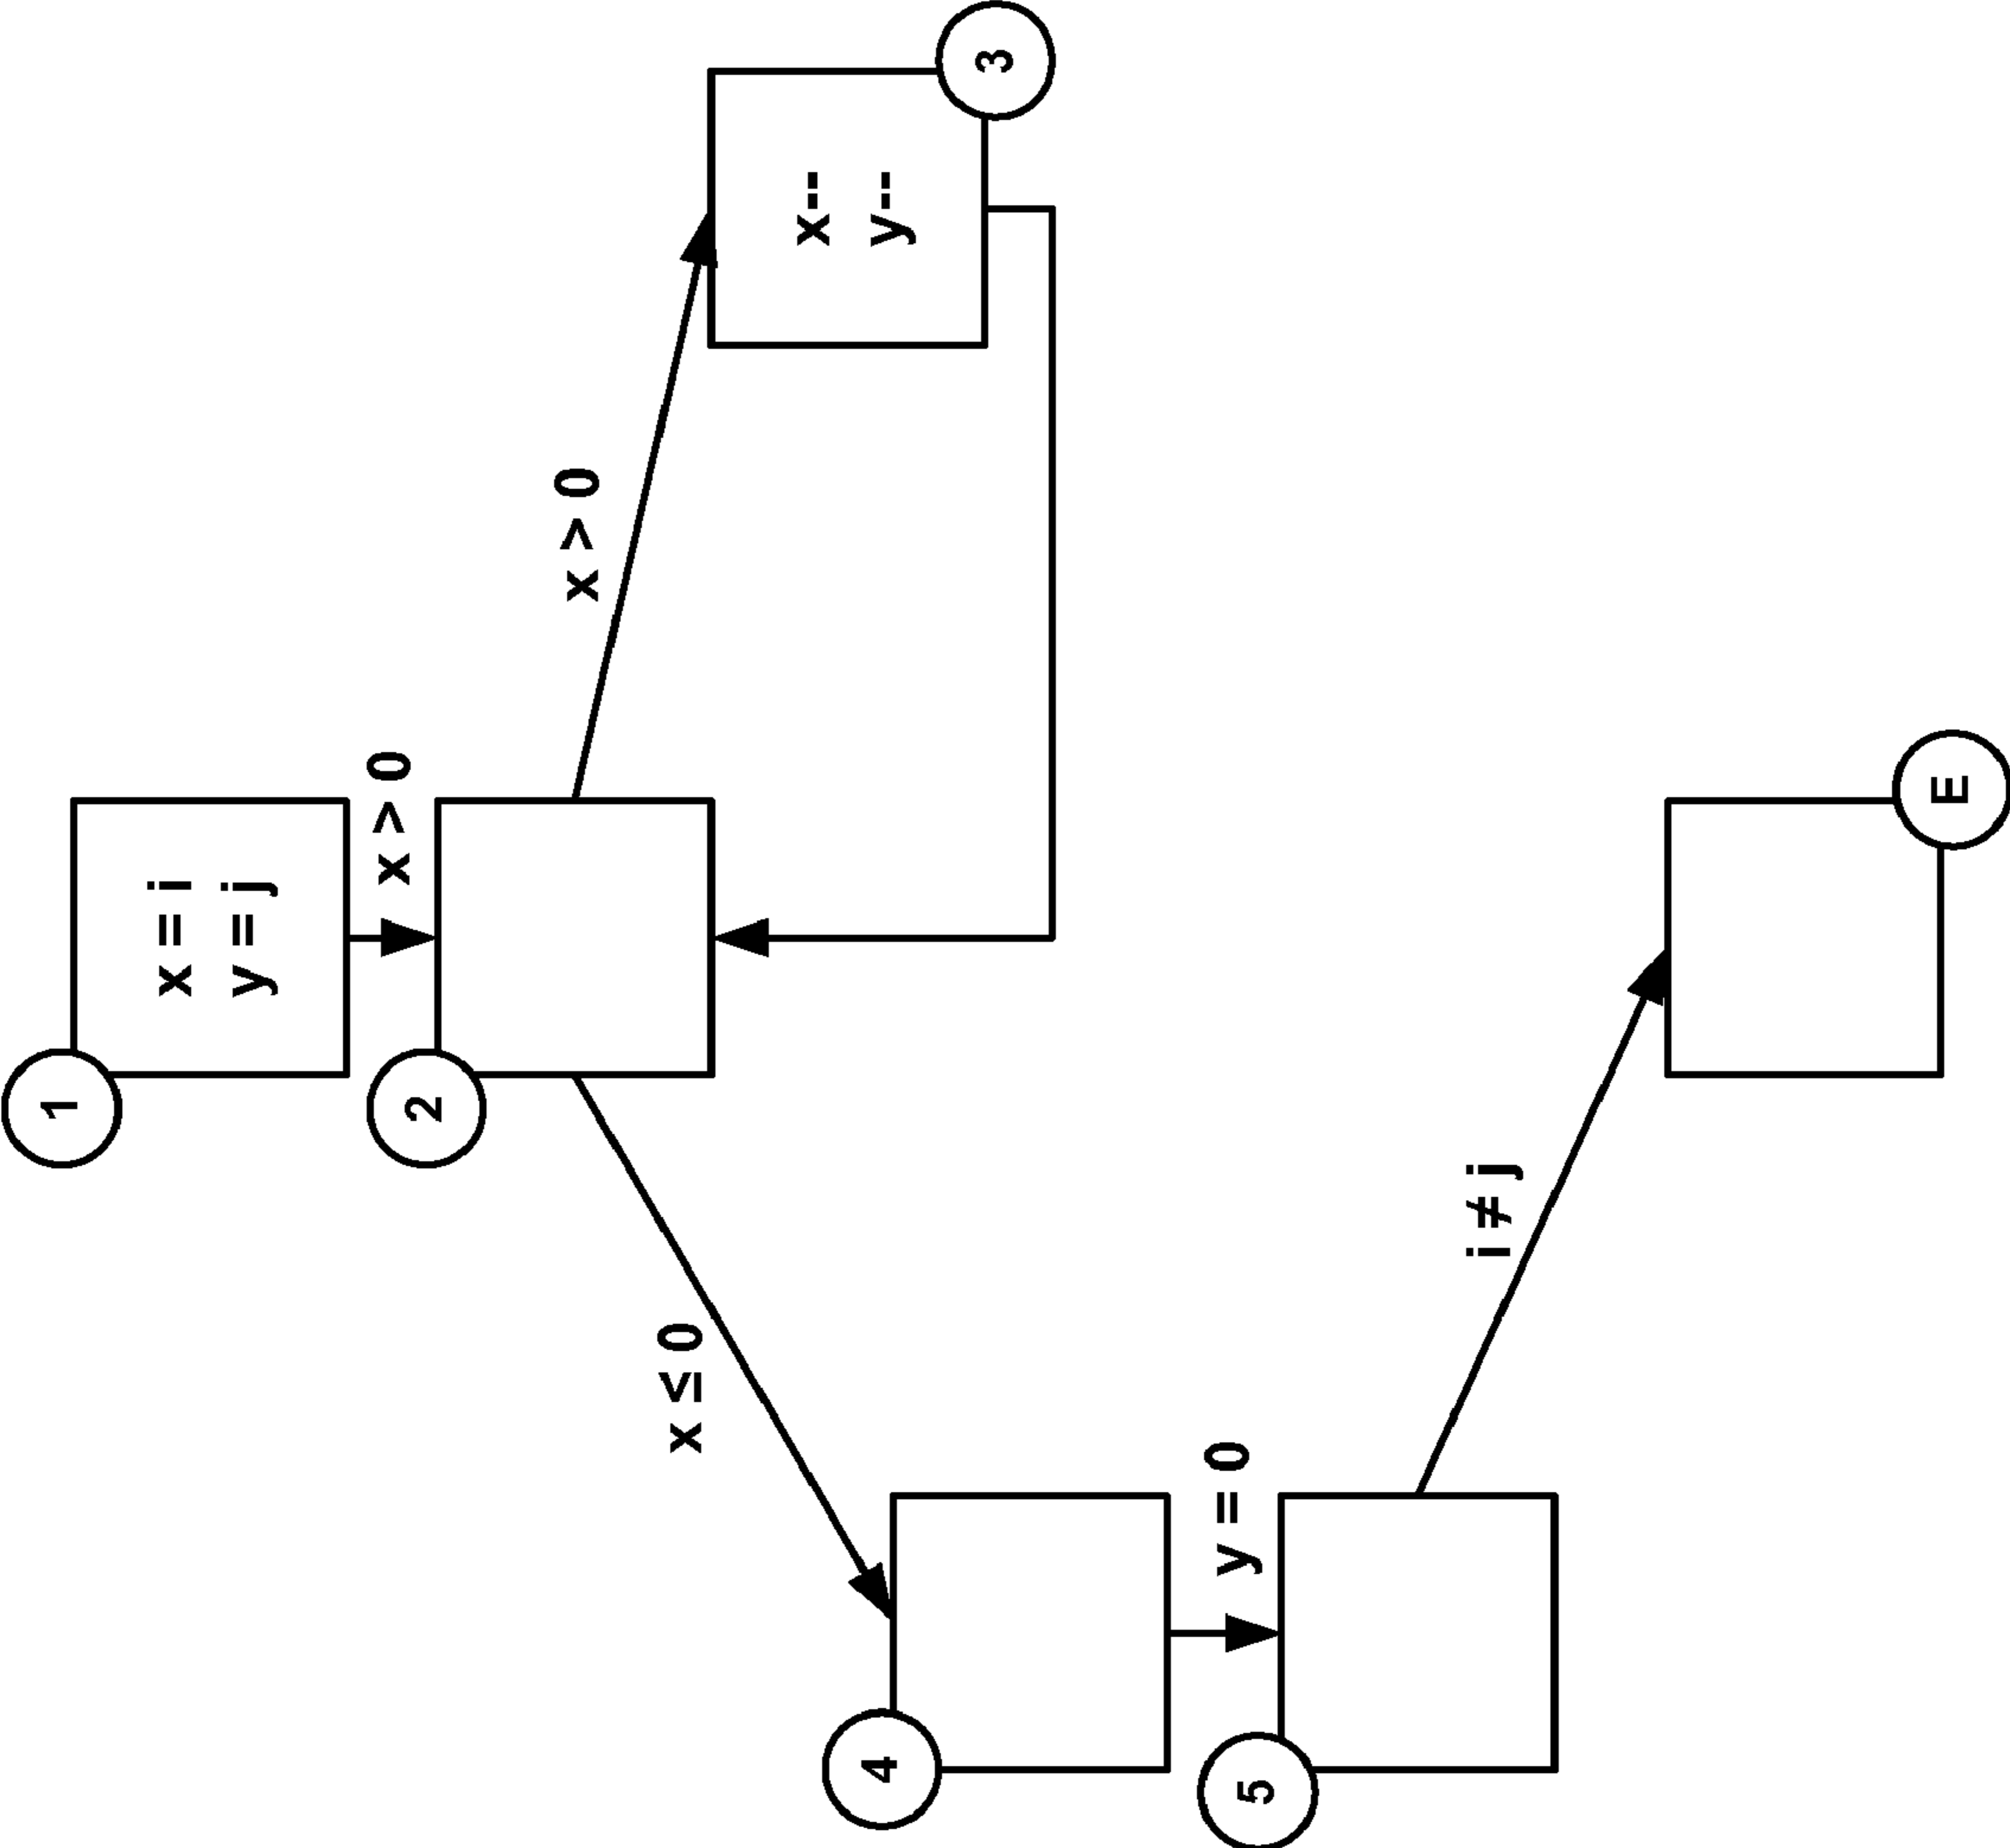 1
x = i
y = j
x > 0
2
x > 0
x--
y--
3
x ≤ 0
4
y = 0
5
i ≠ j
E